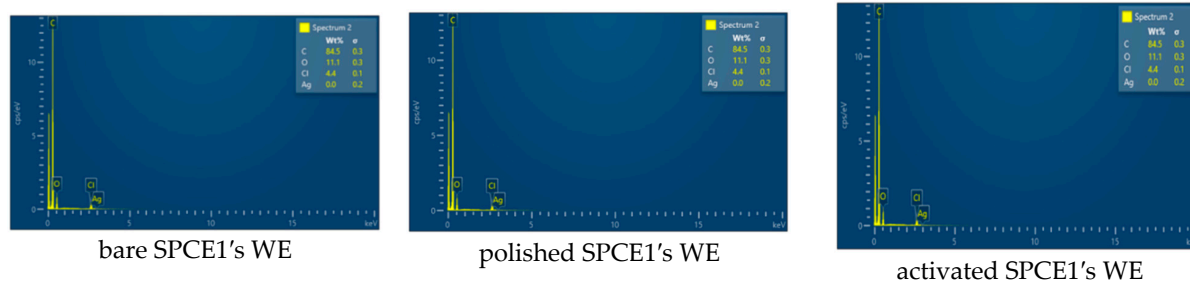 C
Spectrum 2
Wt% σ
C 84.5 0.3
O 11.1 0.3
Cl 4.4 0.1
Ag 0.0 0.2
10
cps/eV
5
O
Cl
Ag
0
0 5 10 15 keV
bare SPCE1′s WE
C
Spectrum 2
Wt% σ
C 84.5 0.3
O 11.1 0.3
Cl 4.4 0.1
Ag 0.0 0.2
10
cps/eV
5
O
Cl
Ag
0
0 5 10 15 keV
polished SPCE1′s WE
C
Spectrum 2
Wt% σ
C 84.5 0.3
O 11.1 0.3
Cl 4.4 0.1
Ag 0.0 0.2
10
cps/eV
5
O
Cl
Ag
0
0 5 10 15 keV
activated SPCE1′s WE